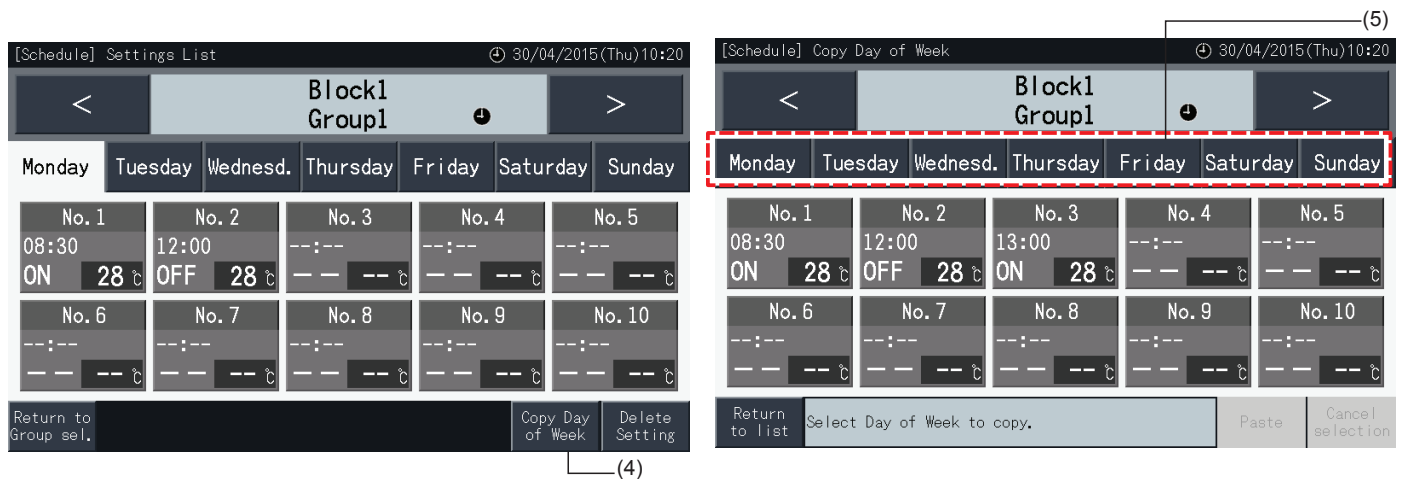 (5)
[Schedule] Settings List 30/04/2015(Thu)10:20
< Block1 >
Group1
Monday Tuesday Wednesd. Thursday Friday Saturday Sunday
No.1 No.2 No.3 No.4 No.5
08:30 12:00 --:-- --:-- --:--
ON 28℃ OFF 28℃ -- --℃ -- --℃ -- --℃
No.6 No.7 No.8 No.9 No.10
--:-- --:-- --:-- --:-- --:--
-- --℃ -- --℃ -- --℃ -- --℃ -- --℃
Return to Copy Day Delete
Group sel. of Week Setting
(4)
[Schedule] Copy Day of Week 30/04/2015(Thu)10:20
< Block1 >
Group1
Monday Tuesday Wednesd. Thursday Friday Saturday Sunday
No.1 No.2 No.3 No.4 No.5
08:30 12:00 13:00 --:-- --:--
ON 28℃ OFF 28℃ ON 28℃ -- --℃ -- --℃
No.6 No.7 No.8 No.9 No.10
--:-- --:-- --:-- --:-- --:--
-- --℃ -- --℃ -- --℃ -- --℃ -- --℃
Return Select Day of Week to copy. Paste Cancel
to list selection